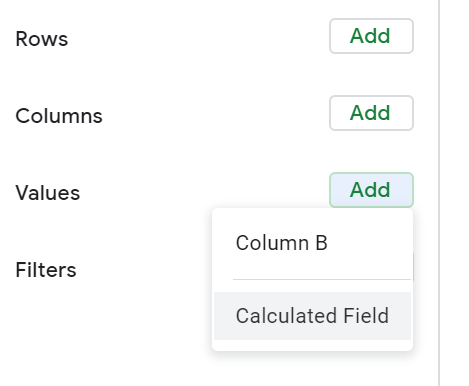 Rows
Add
Columns
Add
Values
Add
Column B
Filters
Calculated Field